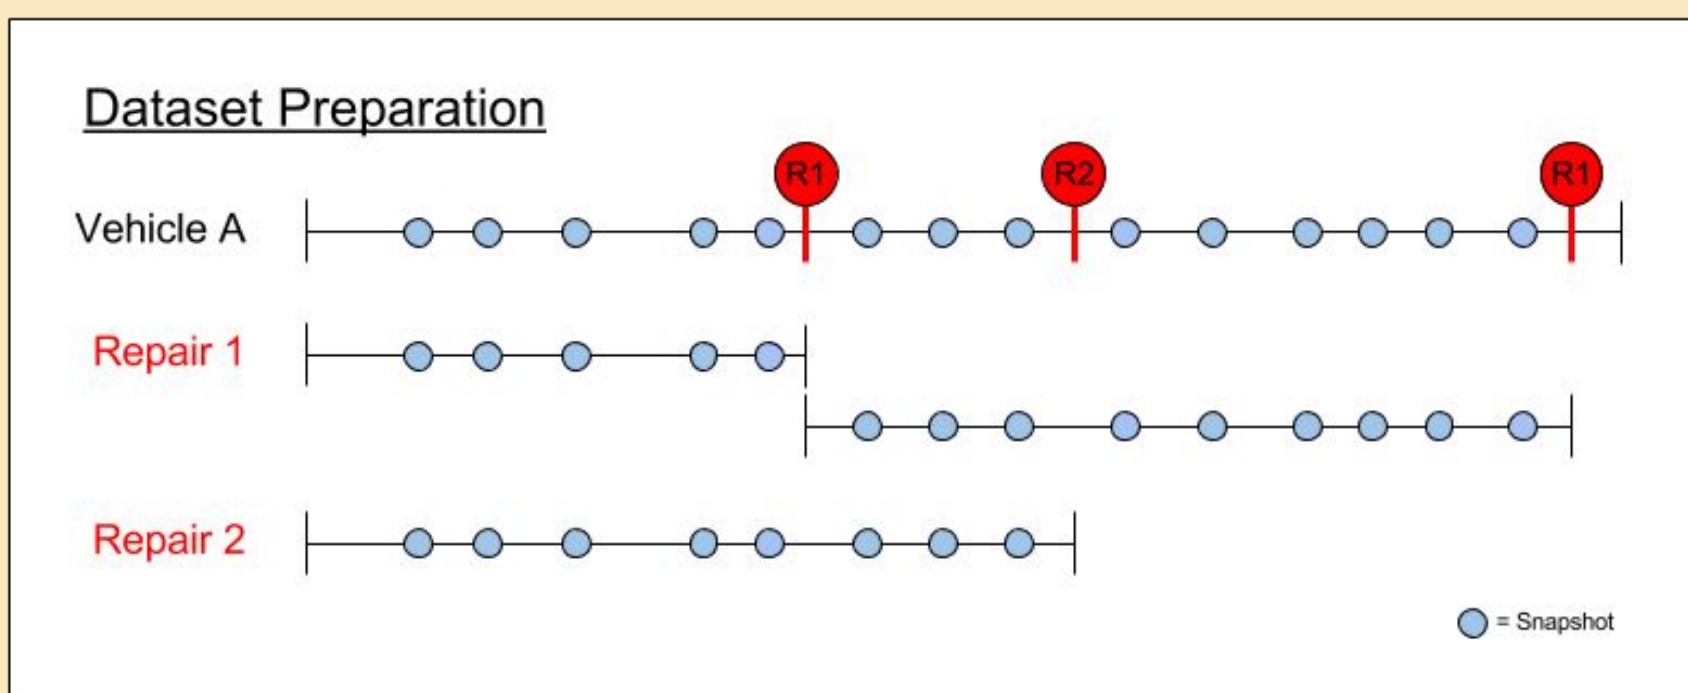 Dataset Preparation
R1
R2
R1
Vehicle A
Repair 1
Repair 2
= Snapshot